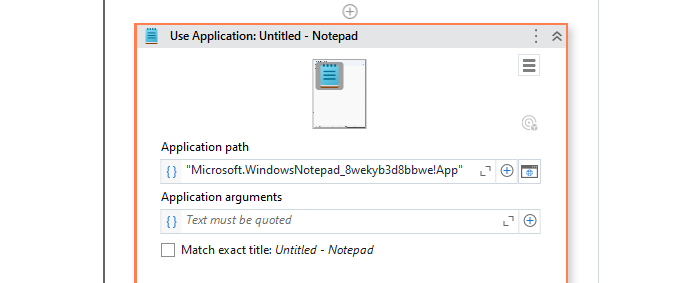 Use Application: Untitled - Notepad
Application path
{ } "Microsoft.WindowsNotepad_8wekyb3d8bbwe!App"
Application arguments
{ } Text must be quoted
Match exact title: Untitled - Notepad